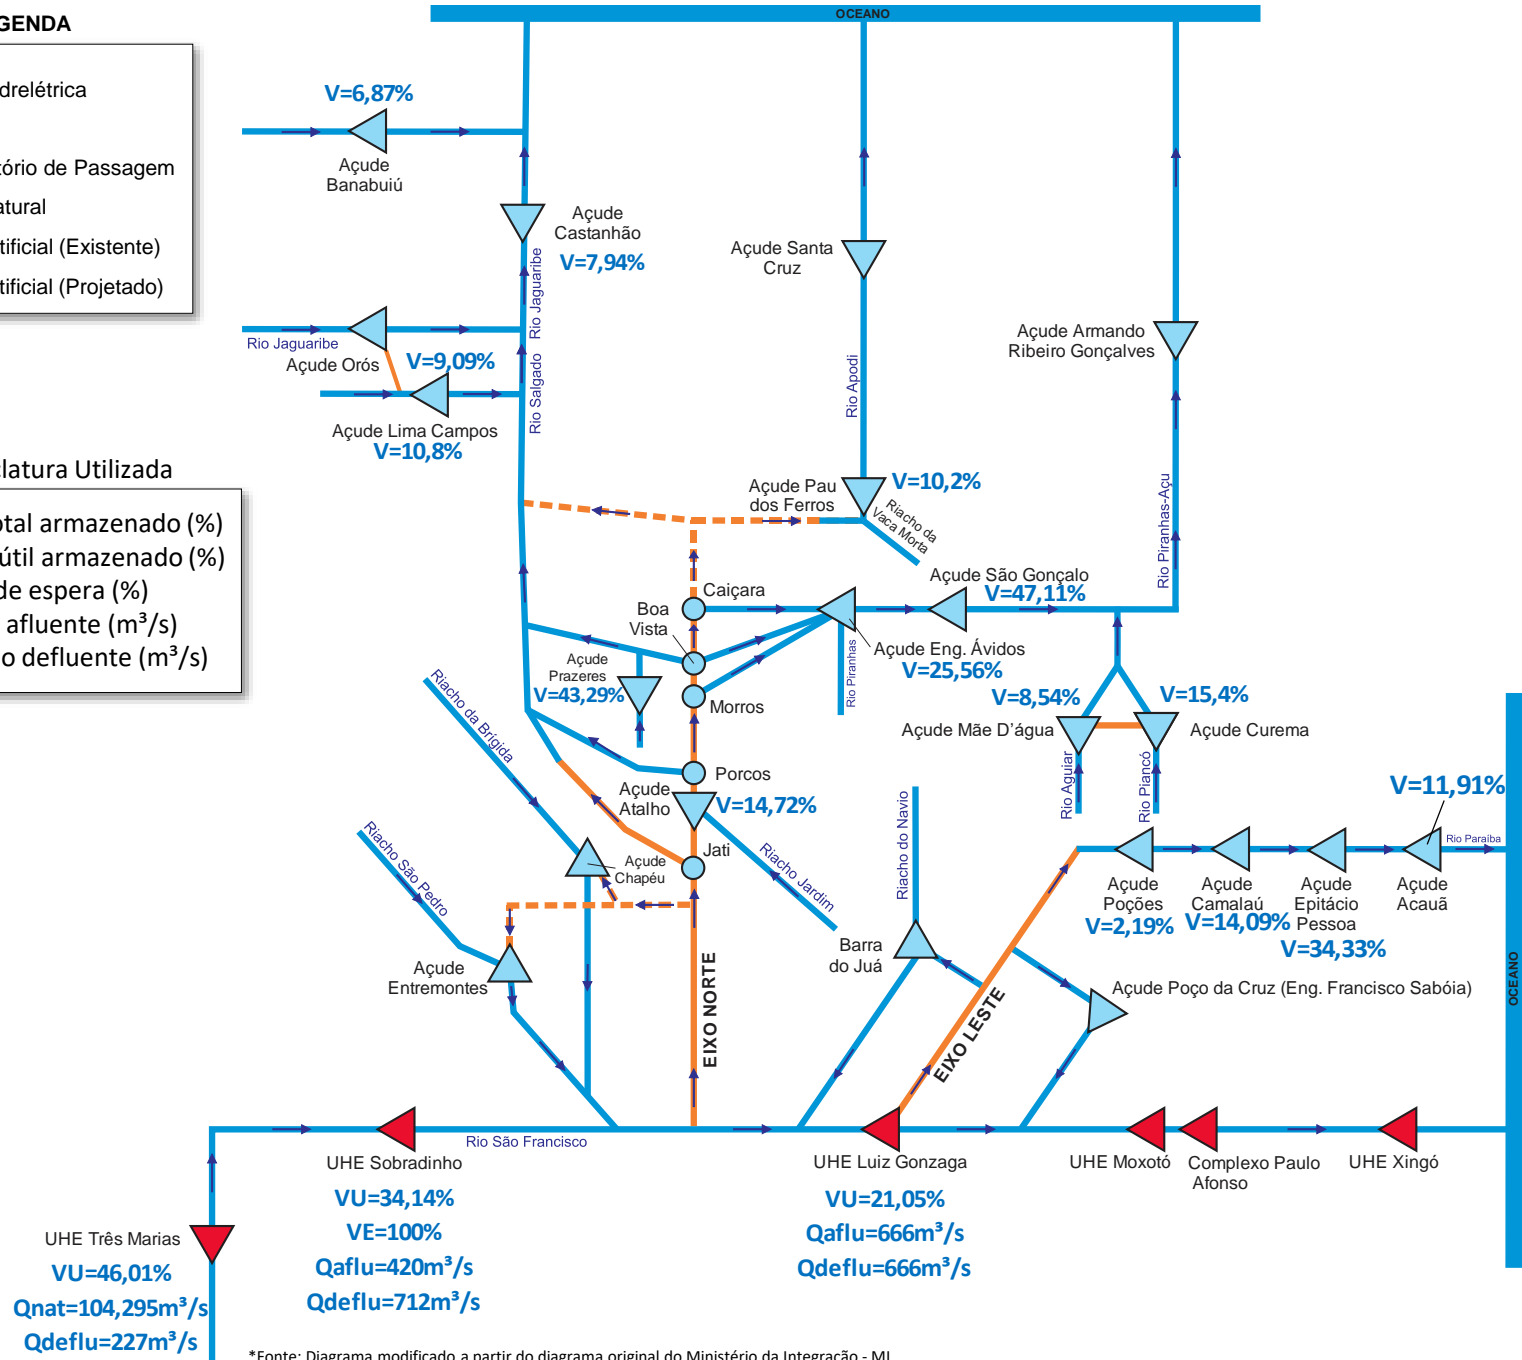 OCEANO
GENDA
drelétrica
tório de Passagem
atural
tificial (Existente)
tificial (Projetado)
V=6,87%
Açude
Banabuiú
Açude
Castanhão
V=7,94%
Rio Jaguaribe
Açude Santa
Cruz
Açude Armando
Ribeiro Gonçalves
Rio Jaguaribe
Açude Orós
V=9,09%
Rio Salgado
Rio Apodi
Açude Lima Campos
V=10,8%
clatura Utilizada
otal armazenado (%)
útil armazenado (%)
de espera (%)
afluente (m³/s)
o defluente (m³/s)
Açude Pau
dos Ferros
V=10,2%
Riacho da
Vaca Morta
Rio Piranhas-Açu
Açude São Gonçalo
V=47,11%
Caiçara
Boa
Vista
Açude Eng. Ávidos
V=25,56%
Rio Piranhas
Açude
Prazeres
V=43,29%
Morros
V=8,54%
V=15,4%
Açude Mãe D'água
Açude Curema
Rio Aguiar
Rio Piancó
Riacho da Brígida
Porcos
Açude
Atalho
V=14,72%
V=11,91%
Jati
Riacho Jardim
Riacho do Navio
Rio Paraíba
Riacho São Pedro
Açude
Chapéu
Açude
Poções
V=2,19%
Açude
Camalaú
V=14,09%
Açude
Epitácio
Pessoa
V=34,33%
Açude
Acauã
Barra
do Juá
Açude
Entremontes
EIXO NORTE
EIXO LESTE
Açude Poço da Cruz (Eng. Francisco Sabóia)
OCEANO
Rio São Francisco
UHE Sobradinho
VU=34,14%
VE=100%
Qaflu=420m³/s
Qdeflu=712m³/s
UHE Luiz Gonzaga
VU=21,05%
Qaflu=666m³/s
Qdeflu=666m³/s
UHE Moxotó
Complexo Paulo
Afonso
UHE Xingó
UHE Três Marias
VU=46,01%
Qnat=104,295m³/s
Qdeflu=227m³/s
*Fonte: Diagrama modificado a partir do diagrama original do Ministério da Integração - MI